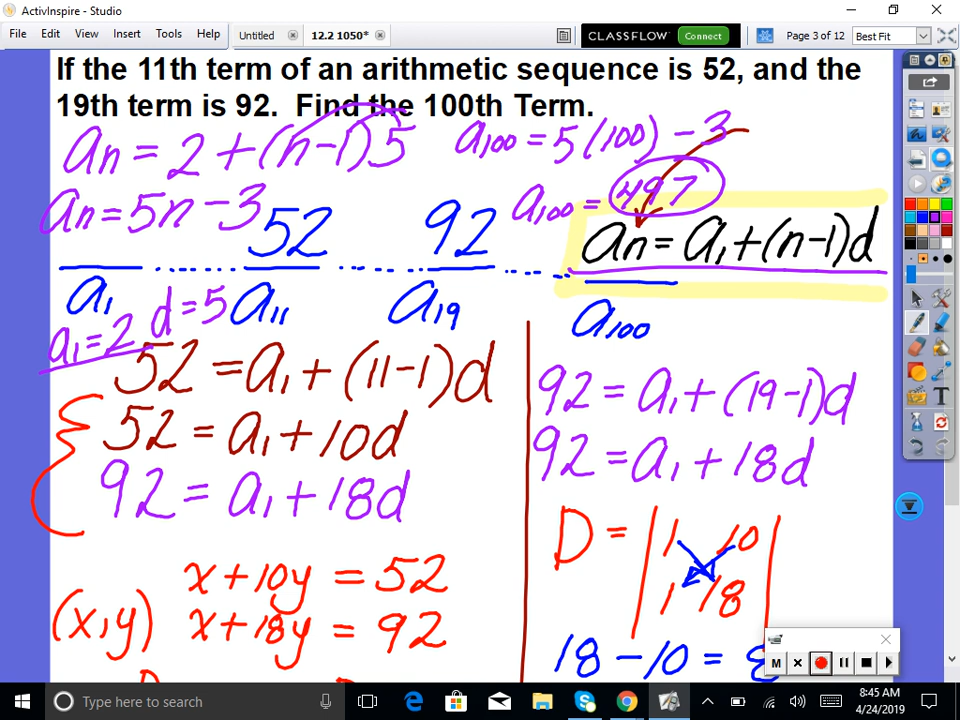 ActivInspire - Studio
File Edit View Insert Tools Help Untitled 12.2 1050* CLASSFLOW Connect Page 3 of 12 Best Fit
If the 11th term of an arithmetic sequence is 52, and the
19th term is 92. Find the 100th Term.
an = 2 + (n-1)5
a100 = 5(100) - 3
an = 5n - 3
a100 = 497
52 92
an = a1 + (n-1)d
a1 d = 5 a11 a19 a100
a1 = 2
52 = a1 + (11-1)d
52 = a1 + 10d
92 = a1 + 18d
92 = a1 + (19-1)d
92 = a1 + 18d
D = | 1 10 |
| 1 18 |
18 - 10 = 8
x + 10y = 52
(x,y) x + 18y = 92
M
Type here to search
8:45 AM
4/24/2019